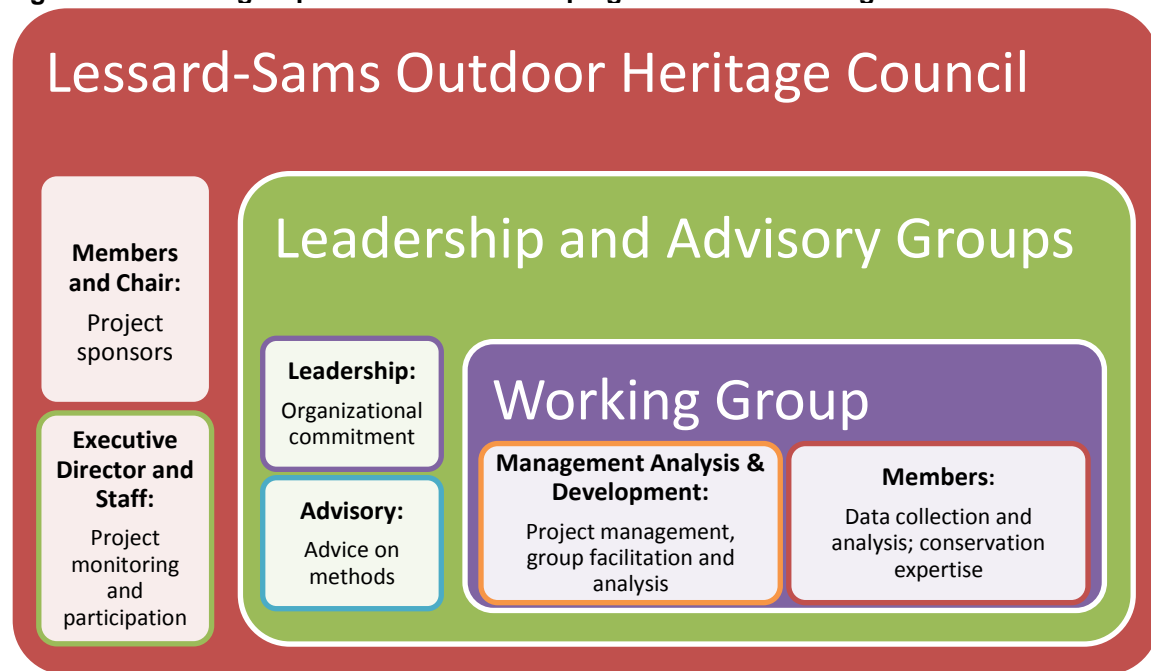 Lessard-Sams Outdoor Heritage Council
Members
and Chair:
Project
sponsors
Executive
Director and
Staff:
Project
monitoring
and
participation
Leadership and Advisory Groups
Leadership:
Organizational
commitment
Advisory:
Advice on
methods
Working Group
Management Analysis &
Development:
Project management,
group facilitation and
analysis
Members:
Data collection and
analysis; conservation
expertise